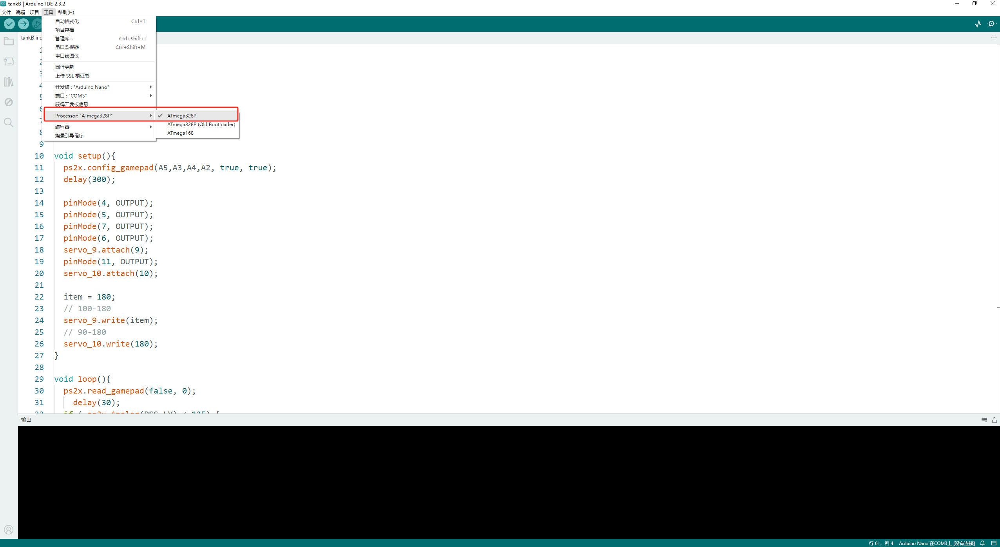 tankB | Arduino IDE 2.3.2
文件 编辑 项目 工具 帮助(H)
自动格式化 Ctrl+T
项目存档
管理库... Ctrl+Shift+I
串口监视器 Ctrl+Shift+M
串口绘图仪
固件更新
上传 SSL 根证书
开发板 : "Arduino Nano"
端口 : "COM3"
获得开发板信息
Processor: "ATmega328P"
编程器
烧录引导程序
ATmega328P
ATmega328P (Old Bootloader)
ATmega168
tankB.ino
1
2
3
4
5
6
7
8
9
10 void setup(){
11 ps2x.config_gamepad(A5,A3,A4,A2, true, true);
12 delay(300);
13
14 pinMode(4, OUTPUT);
15 pinMode(5, OUTPUT);
16 pinMode(7, OUTPUT);
17 pinMode(6, OUTPUT);
18 servo_9.attach(9);
19 pinMode(11, OUTPUT);
20 servo_10.attach(10);
21
22 item = 180;
23 // 100-180
24 servo_9.write(item);
25 // 90-180
26 servo_10.write(180);
27 }
28
29 void loop(){
30 ps2x.read_gamepad(false, 0);
31 delay(30);
输出
行 61，列 4 Arduino Nano 在COM3上 [没有连接]